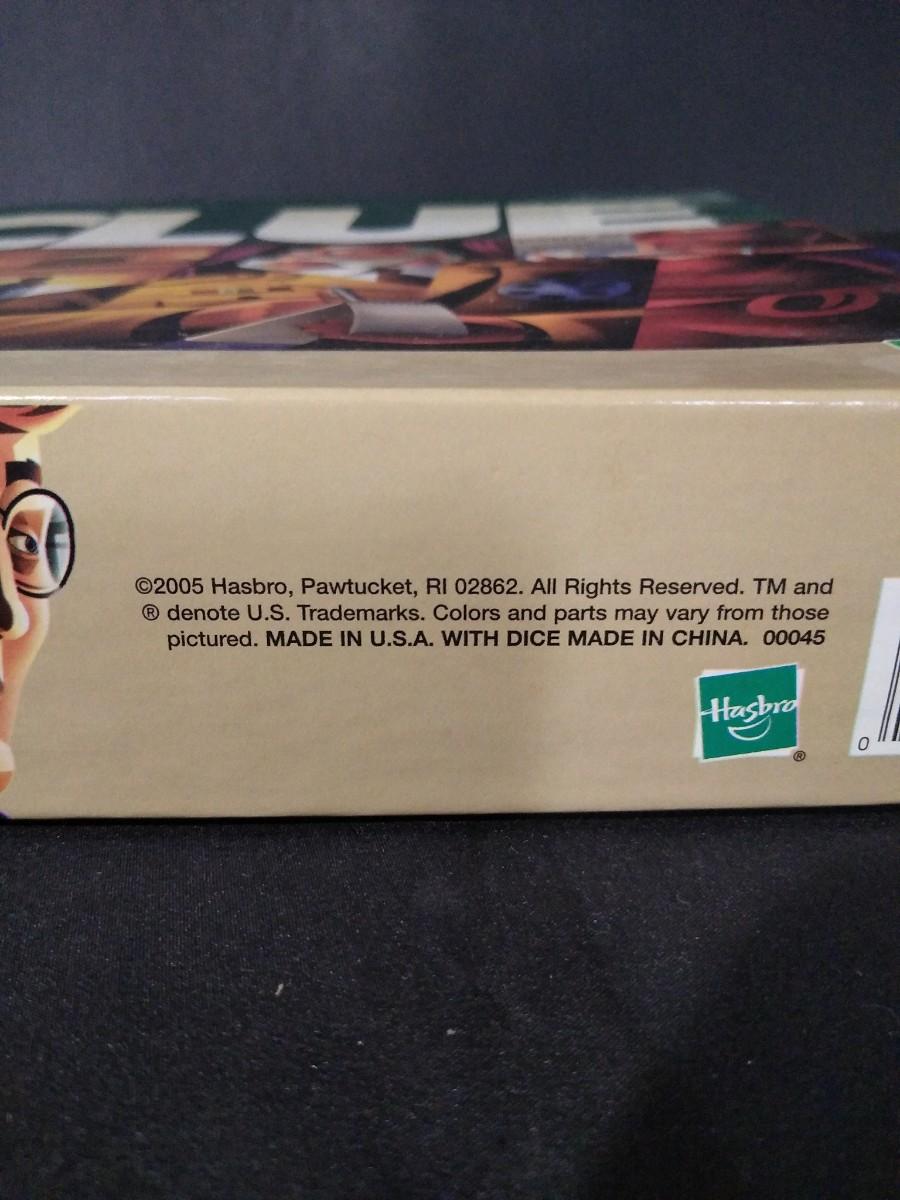 CLUE
©2005 Hasbro, Pawtucket, RI 02862. All Rights Reserved. TM and
® denote U.S. Trademarks. Colors and parts may vary from those
pictured. MADE IN U.S.A. WITH DICE MADE IN CHINA. 00045
Hasbro
®
0